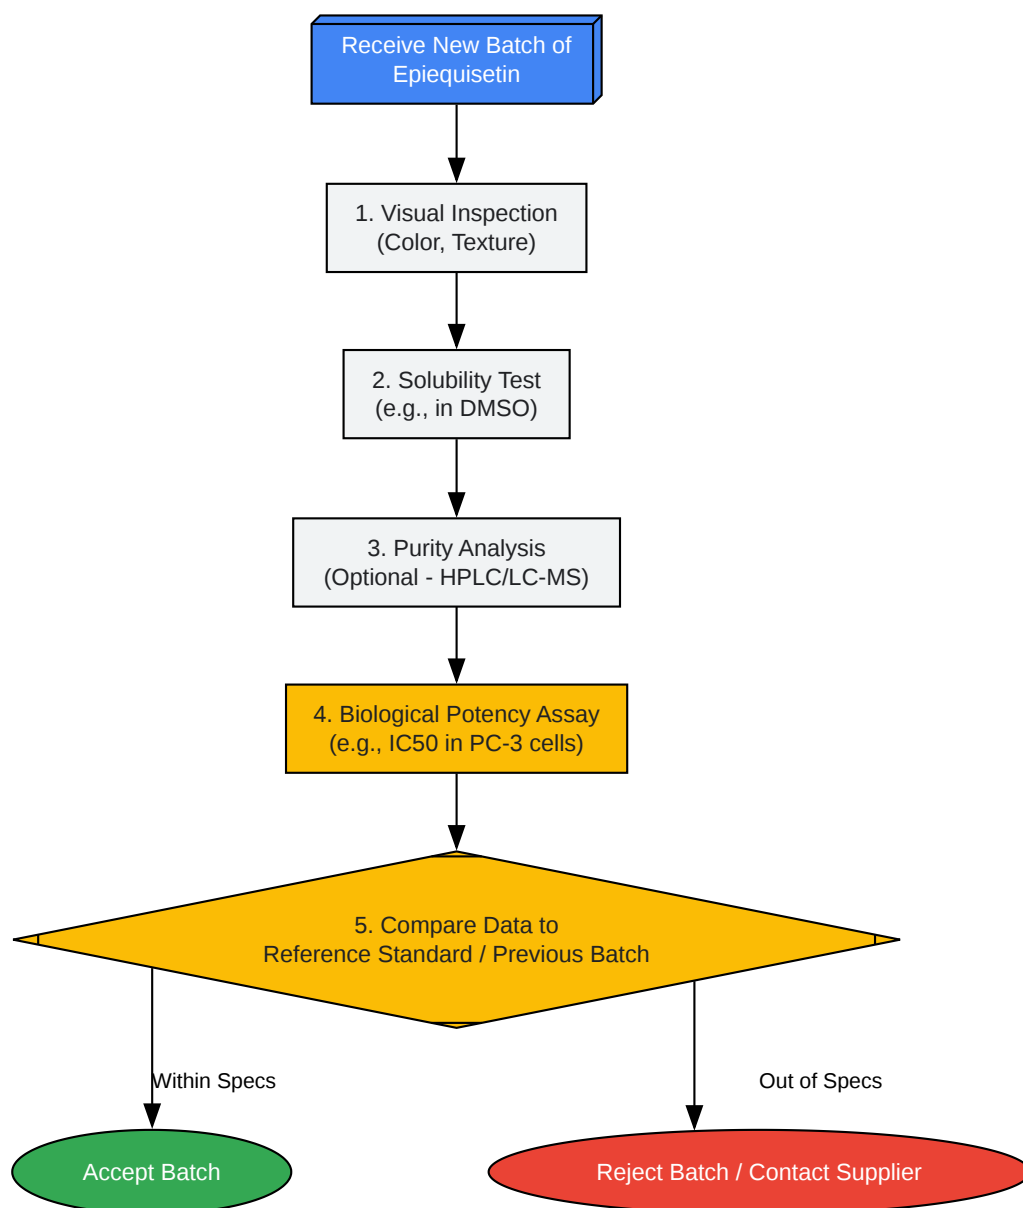 Receive New Batch of
Epiequisetin
1. Visual Inspection
(Color, Texture)
2. Solubility Test
(e.g., in DMSO)
3. Purity Analysis
(Optional - HPLC/LC-MS)
4. Biological Potency Assay
(e.g., IC50 in PC-3 cells)
5. Compare Data to
Reference Standard / Previous Batch
Within Specs
Out of Specs
Accept Batch
Reject Batch / Contact Supplier